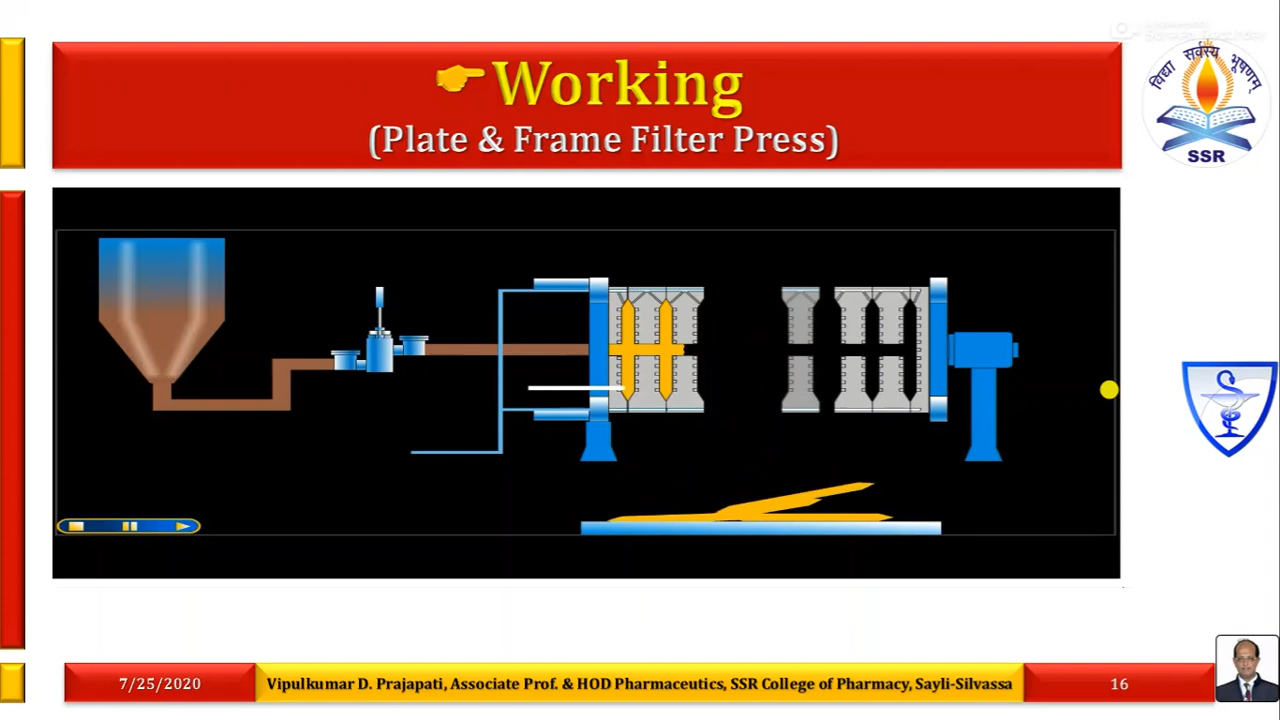 Working
(Plate & Frame Filter Press)
विद्या सर्वस्य भूषणम्
SSR
7/25/2020
Vipulkumar D. Prajapati, Associate Prof. & HOD Pharmaceutics, SSR College of Pharmacy, Sayli-Silvassa
16